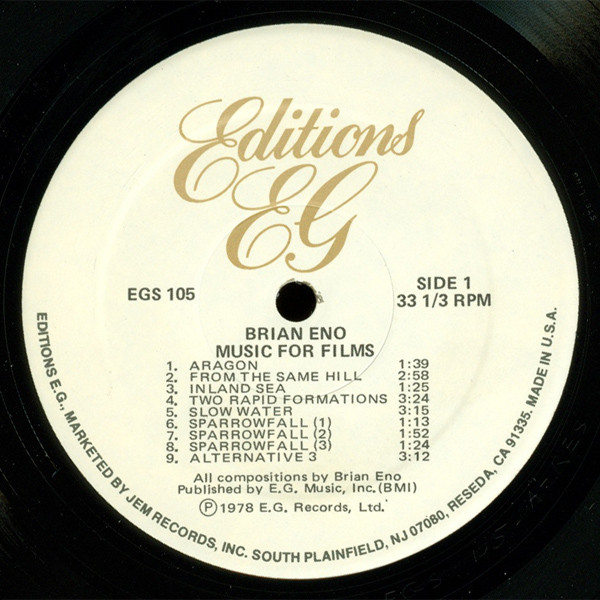 Editions
EG
EGS 105
SIDE 1
33 1/3 RPM
BRIAN ENO
MUSIC FOR FILMS
1. ARAGON 1:39
2. FROM THE SAME HILL 2:58
3. INLAND SEA 1:25
4. TWO RAPID FORMATIONS 3:24
5. SLOW WATER 3:15
6. SPARROWFALL (1) 1:13
7. SPARROWFALL (2) 1:52
8. SPARROWFALL (3) 1:24
9. ALTERNATIVE 3 3:12
All compositions by Brian Eno
Published by E.G. Music, Inc.(BMI)
Ⓟ1978 E.G. Records, Ltd.
EDITIONS E.G., MARKETED BY JEM RECORDS, INC. SOUTH PLAINFIELD, NJ 07080, RESEDA, CA 91335. MADE IN U.S.A.